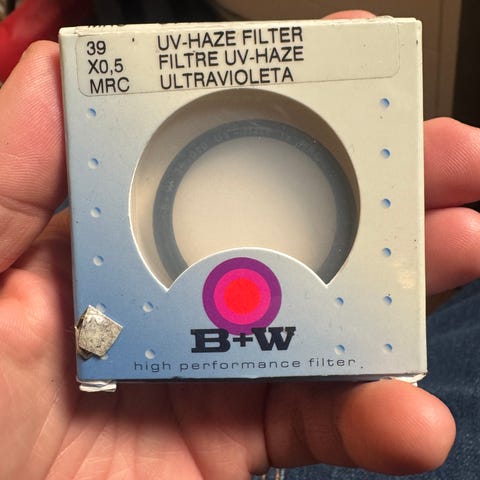 39 UV-HAZE FILTER
X0,5 FILTRE UV-HAZE
MRC ULTRAVIOLETA
B+W
high performance filter